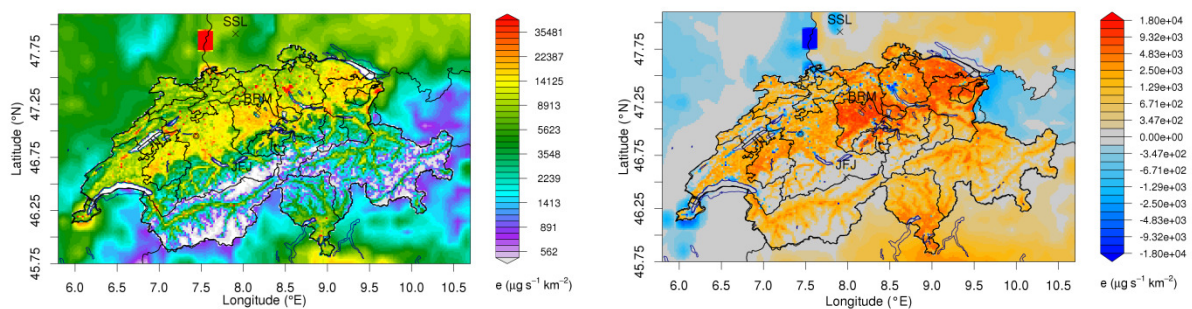 SSL
BRM
JFJ
47.75
47.25
46.75
46.25
45.75
Latitude (°N)
6.0 6.5 7.0 7.5 8.0 8.5 9.0 9.5 10.0 10.5
Longitude (°E)
35481
22387
14125
8913
5623
3548
2239
1413
891
562
e (μg s⁻¹ km⁻²)
SSL
BRM
JFJ
47.75
47.25
46.75
46.25
45.75
Latitude (°N)
6.0 6.5 7.0 7.5 8.0 8.5 9.0 9.5 10.0 10.5
Longitude (°E)
1.80e+04
9.32e+03
4.83e+03
2.50e+03
1.29e+03
6.71e+02
3.47e+02
0.00e+00
-3.47e+02
-6.71e+02
-1.29e+03
-2.50e+03
-4.83e+03
-9.32e+03
-1.80e+04
e (μg s⁻¹ km⁻²)